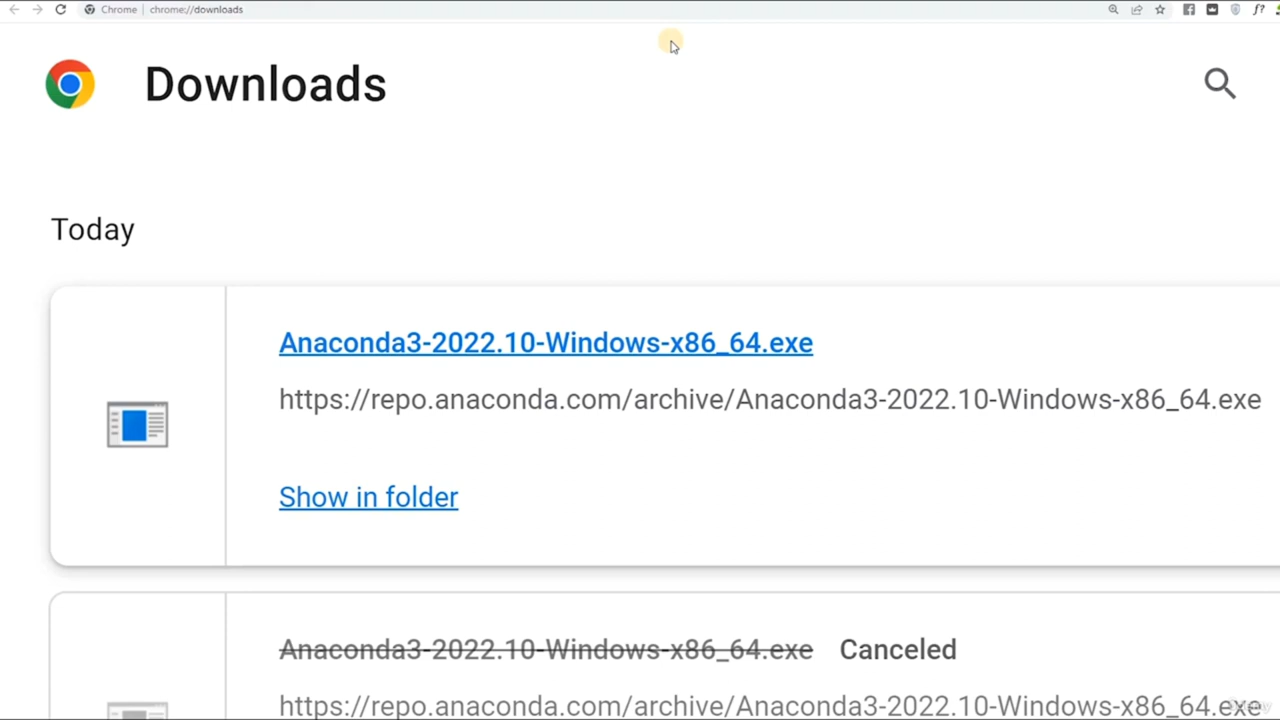 Chrome | chrome://downloads
f?
Downloads
Today
Anaconda3-2022.10-Windows-x86_64.exe
https://repo.anaconda.com/archive/Anaconda3-2022.10-Windows-x86_64.exe
Show in folder
Anaconda3-2022.10-Windows-x86_64.exe Canceled
https://repo.anaconda.com/archive/Anaconda3-2022.10-Windows-x86_64.exe